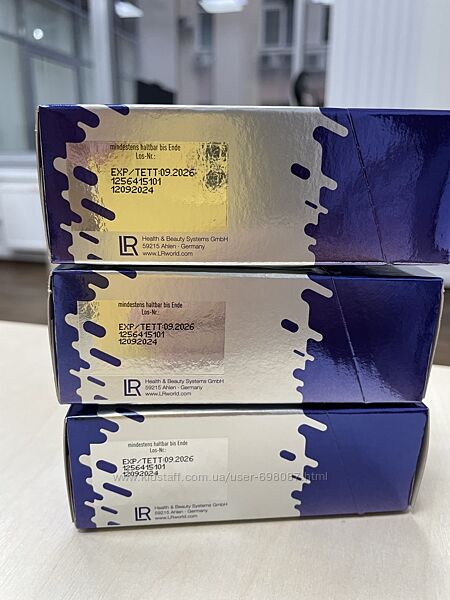 mindestens haltbar bis Ende
Los-Nr.:
EXP/TETT:09.2026
1256415101
12092024
LR
Health & Beauty Systems GmbH
59215 Ahlen - Germany
www.LRworld.com
mindestens haltbar bis Ende
Los-Nr.:
EXP/TETT:09.2026
1256415101
12092024
LR
Health & Beauty Systems GmbH
59215 Ahlen - Germany
www.LRworld.com
mindestens haltbar bis Ende
Los-Nr.:
EXP/TETT:09.2026
1256415101
12092024
LR
Health & Beauty Systems GmbH
59215 Ahlen - Germany
www.LRworld.com